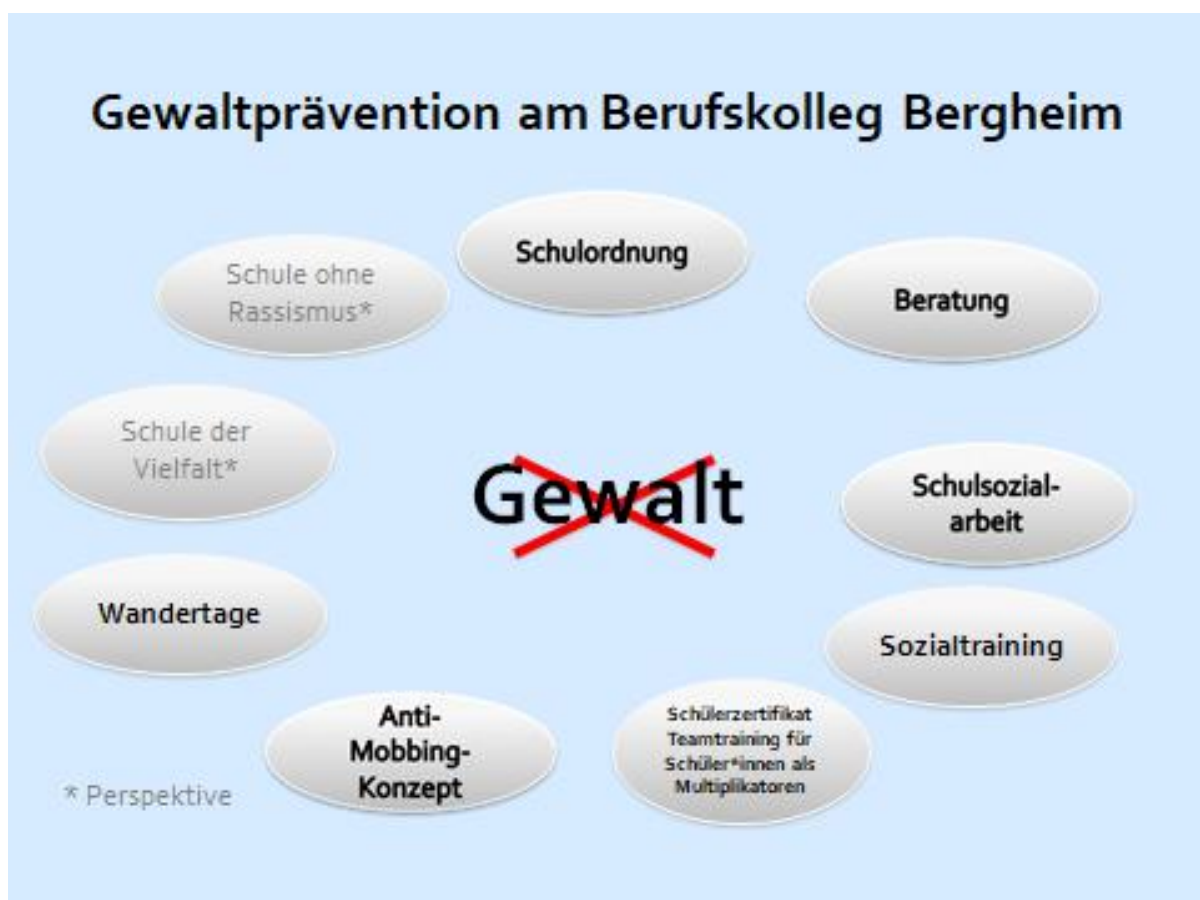 Gewaltprävention am Berufskolleg Bergheim
Schulordnung
Beratung
Schulsozial-
arbeit
Sozialtraining
Schülerzertifikat
Teamtraining für
Schüler*innen als
Multiplikatoren
Anti-
Mobbing-
Konzept
Wandertage
Schule der
Vielfalt*
Schule ohne
Rassismus*
Gewalt
* Perspektive